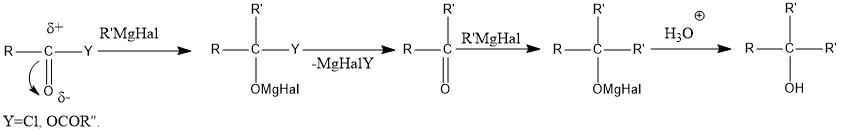 δ+ R' R' R'
R—C—Y R'MgHal R—C—Y -MgHalY R—C R'MgHal R—C—R' H₃O⊕ R—C—R'
O δ- OMgHal O OMgHal OH
Y=Cl, OCOR".